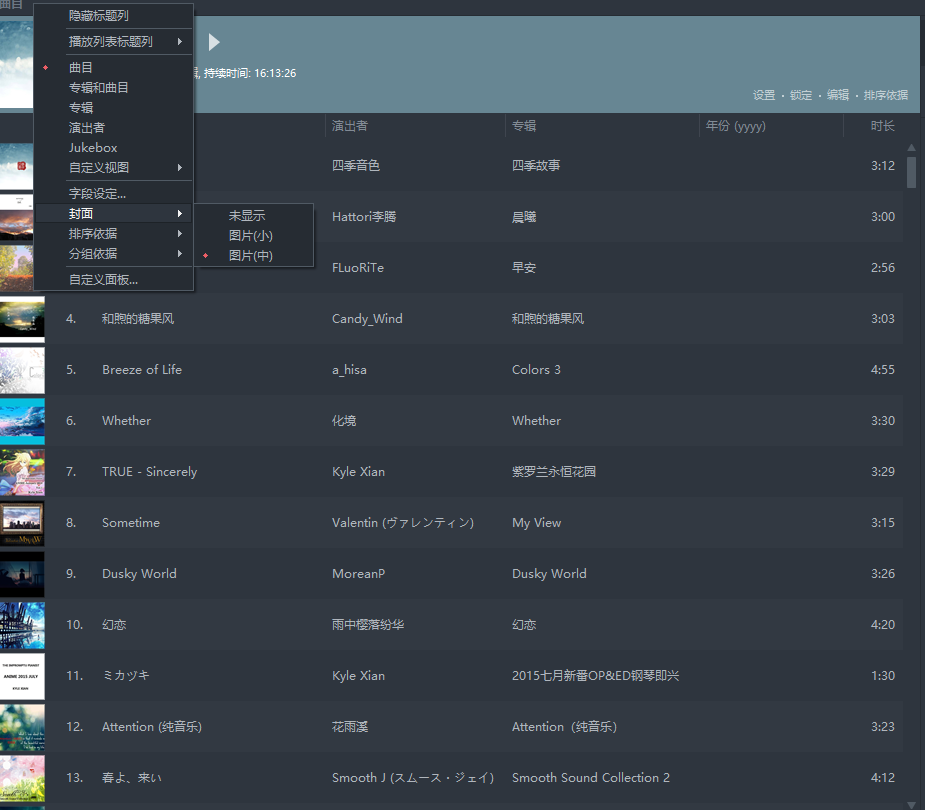 曲目
隐藏标题列
播放列表标题列
曲目
专辑和曲目
专辑
演出者
Jukebox
自定义视图
字段设定...
封面
排序依据
分组依据
自定义面板...
未显示
图片(小)
图片(中)
, 持续时间: 16:13:26
设置 · 锁定 · 编辑 · 排序依据
演出者 专辑 年份 (yyyy) 时长
四季音色 四季故事 3:12
Hattori李腾 晨曦 3:00
FLuoRiTe 早安 2:56
4. 和煦的糖果风 Candy_Wind 和煦的糖果风 3:03
5. Breeze of Life a_hisa Colors 3 4:55
6. Whether 化境 Whether 3:30
7. TRUE - Sincerely Kyle Xian 紫罗兰永恒花园 3:29
8. Sometime Valentin (ヴァレンティン) My View 3:15
9. Dusky World MoreanP Dusky World 3:26
10. 幻恋 雨中樱落纷华 幻恋 4:20
11. ミカヅキ Kyle Xian 2015七月新番OP&ED钢琴即兴 1:30
12. Attention (纯音乐) 花雨溪 Attention（纯音乐） 3:23
13. 春よ、来い Smooth J (スムース・ジェイ) Smooth Sound Collection 2 4:12